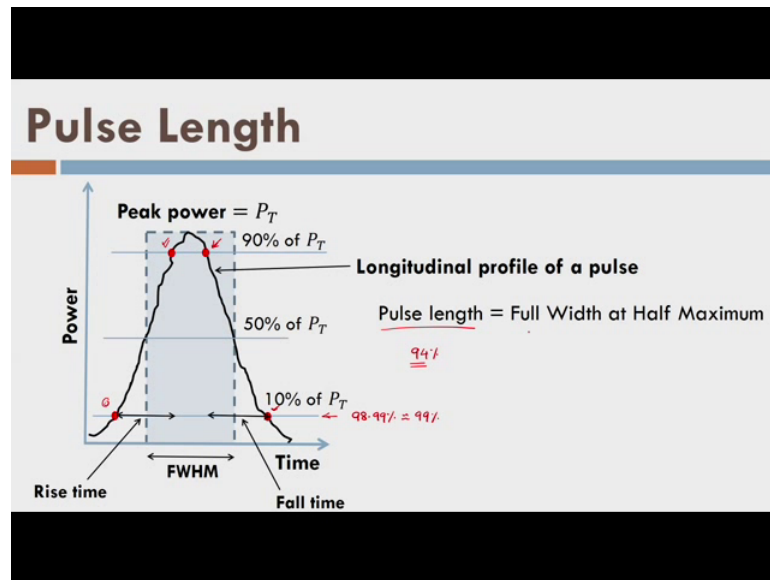 Pulse Length
Peak power = P_T
90% of P_T
Longitudinal profile of a pulse
Power
50% of P_T
Pulse length = Full Width at Half Maximum
94%
10% of P_T
98.99% = 99%
Time
FWHM
Rise time
Fall time